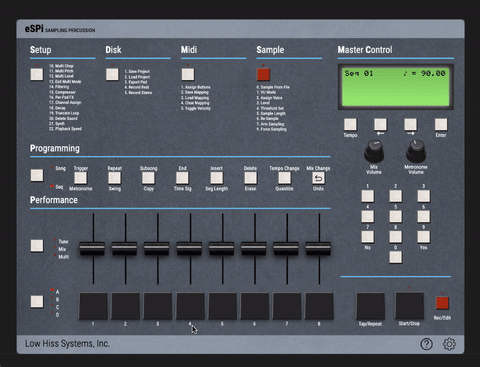 eSPi SAMPLING PERCUSSION
Setup
Disk
Midi
Sample
Master Control
10. Multi Chop
11. Multi Pitch
12. Multi Level
13. Exit Multi Mode
14. Filtering
15. Compressor
16. Per-Pad FX
17. Channel Assign
18. Decay
19. Truncate Loop
20. Delete Sound
21. Synth
22. Playback Speed
1. Save Project
2. Load Project
3. Export Pad
4. Record Beat
5. Record Stems
1. Assign Buttons
2. Save Mapping
3. Load Mapping
4. Clear Mapping
5. Toggle Velocity
0. Sample From File
1. VU Mode
2. Assign Voice
3. Level
4. Threshold Set
5. Sample Length
6. Re-Sample
7. Arm Sampling
9. Force Sampling
Seq 01 ♪ = 90.00
Tempo
←
→
Enter
Mix Volume
Metronome Volume
Programming
Song
Seq
Trigger
Repeat
Subsong
End
Insert
Delete
Tempo Change
Mix Change
Metronome
Swing
Copy
Time Sig
Seg Length
Erase
Quantize
Undo
1
2
3
4
5
6
7
8
9
No
0
Yes
Performance
Tune
Mix
Multi
A
B
C
D
1
2
3
4
5
6
7
8
Tap/Repeat
Start/Stop
Rec/Edit
Low Hiss Systems, Inc.
?